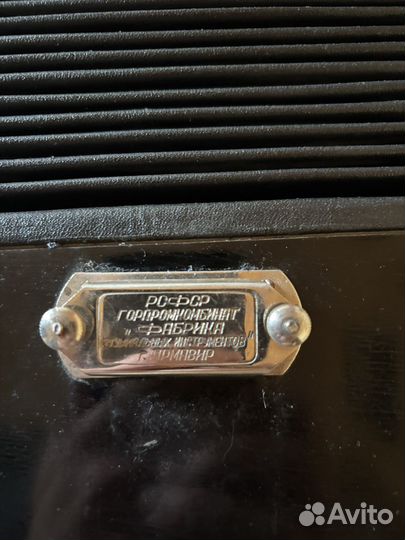 РСФСР
ГОРПРОМКОМБИНАТ
"ФАБРИКА
МУЗЫКАЛЬНЫХ ИНСТРУМЕНТОВ"
Г. АРМАВИР
Avito